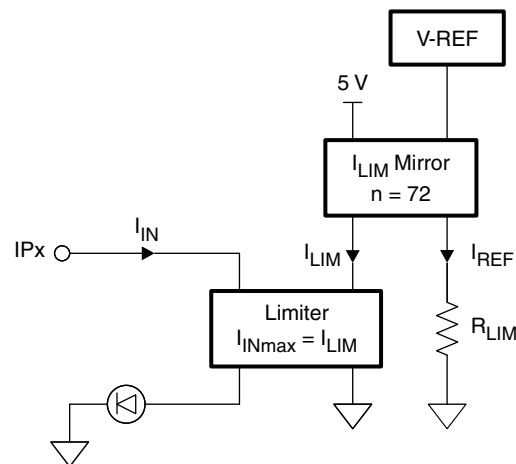 V-REF
5 V
I_LIM Mirror
n = 72
IPx
I_IN
I_LIM
I_REF
Limiter
I_INmax = I_LIM
R_LIM